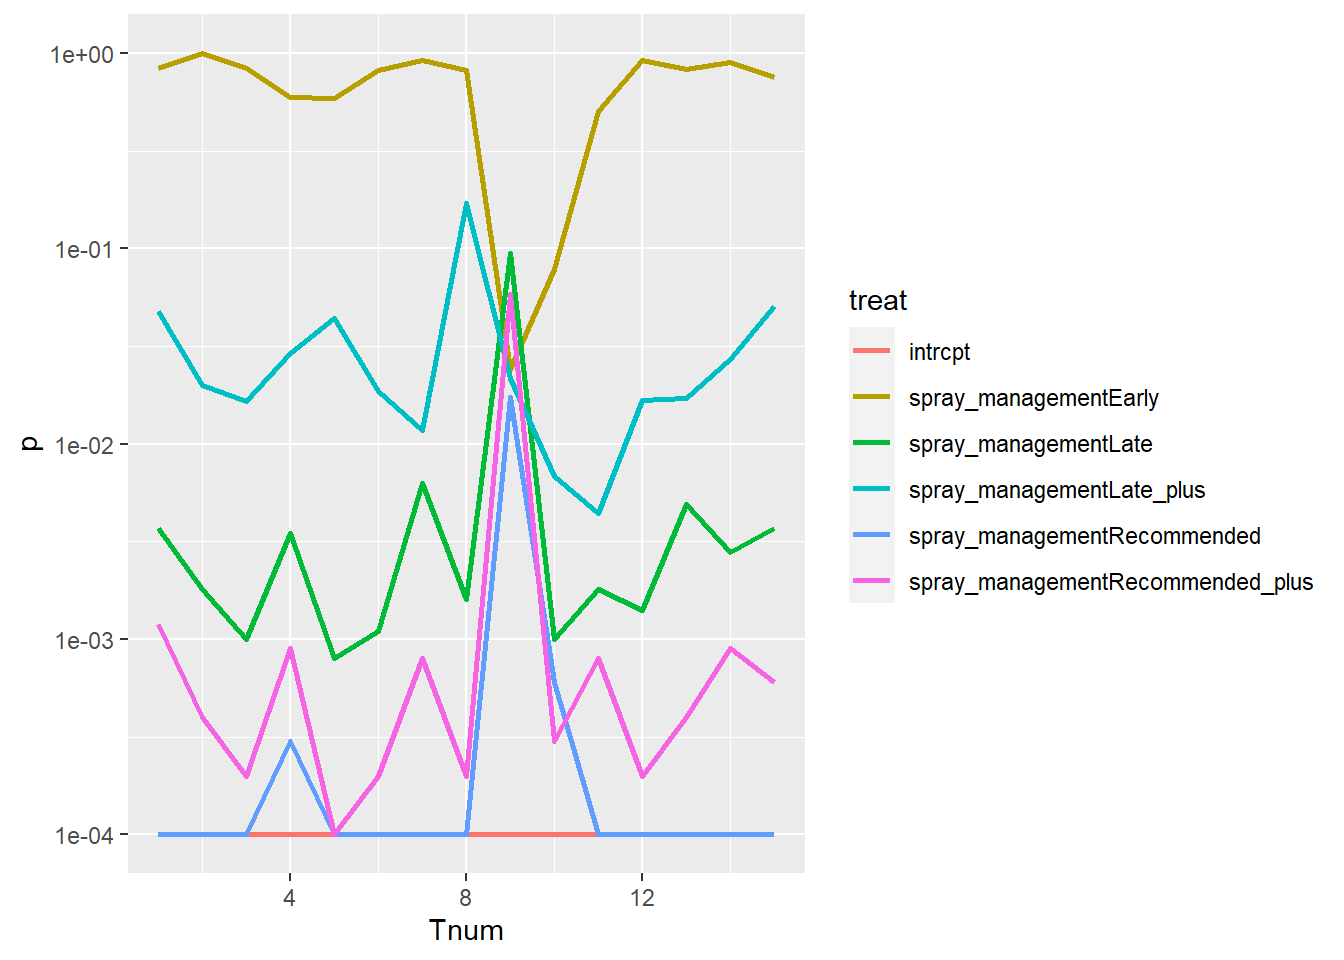 1e+00
1e-01
1e-02
1e-03
1e-04
p
4 8 12
Tnum
treat
intrcpt
spray_managementEarly
spray_managementLate
spray_managementLate_plus
spray_managementRecommended
spray_managementRecommended_plus